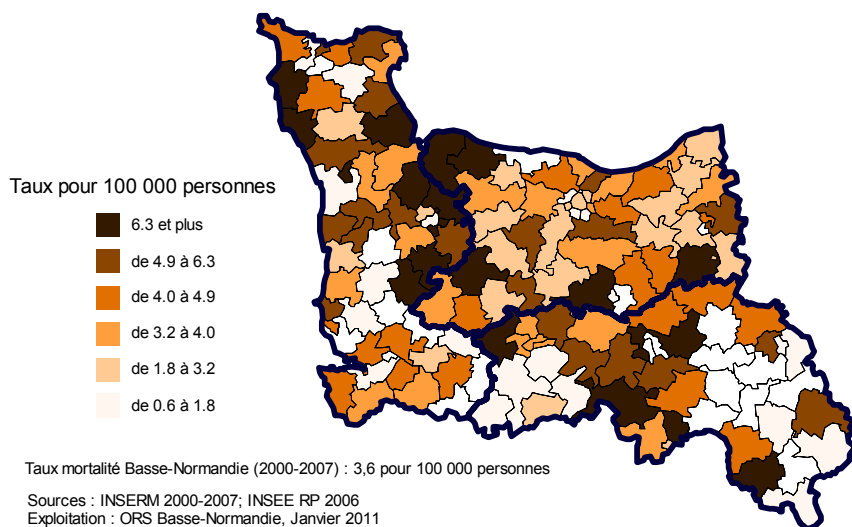 Taux pour 100 000 personnes
6.3 et plus
de 4.9 à 6.3
de 4.0 à 4.9
de 3.2 à 4.0
de 1.8 à 3.2
de 0.6 à 1.8
Taux mortalité Basse-Normandie (2000-2007) : 3,6 pour 100 000 personnes
Sources : INSERM 2000-2007; INSEE RP 2006
Exploitation : ORS Basse-Normandie, Janvier 2011